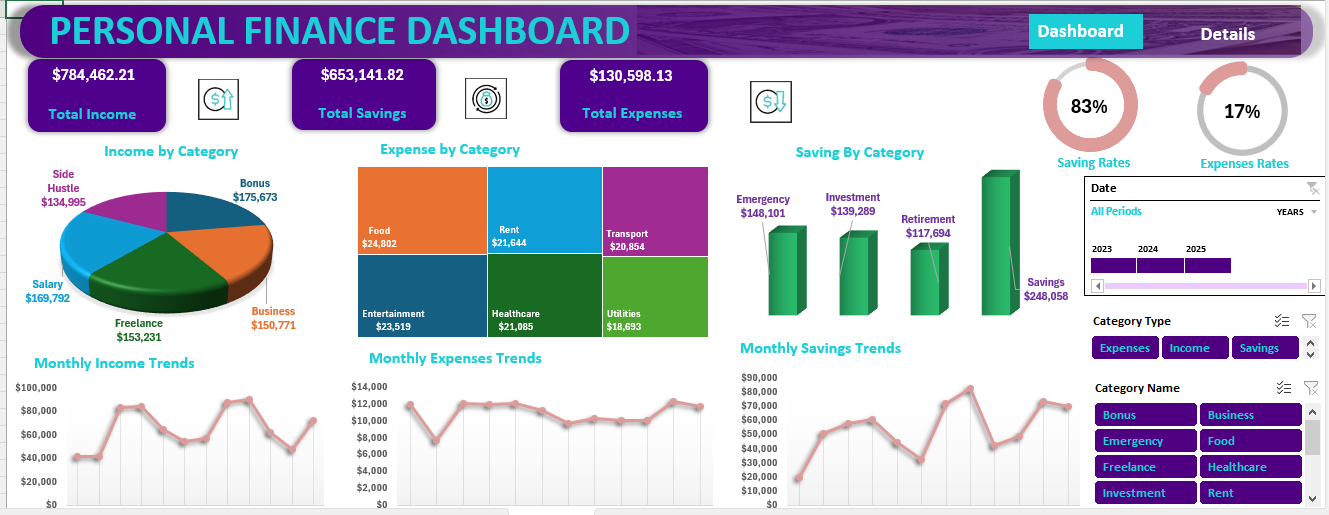 PERSONAL FINANCE DASHBOARD
Dashboard
Details
$784,462.21
Total Income
$653,141.82
Total Savings
$130,598.13
Total Expenses
83%
Saving Rates
17%
Expenses Rates
Income by Category
Side
Hustle
$134,995
Bonus
$175,673
Salary
$169,792
Business
$150,771
Freelance
$153,231
Expense by Category
Food
$24,802
Rent
$21,644
Transport
$20,854
Entertainment
$23,519
Healthcare
$21,085
Utilities
$18,693
Saving By Category
Emergency
$148,101
Investment
$139,289
Retirement
$117,694
Savings
$248,058
Date
All Periods
YEARS
2023 2024 2025
Category Type
Expenses Income Savings
Category Name
Bonus Business
Emergency Food
Freelance Healthcare
Investment Rent
Monthly Income Trends
$100,000
$80,000
$60,000
$40,000
$20,000
$0
Monthly Expenses Trends
$14,000
$12,000
$10,000
$8,000
$6,000
$4,000
$2,000
$0
Monthly Savings Trends
$90,000
$80,000
$70,000
$60,000
$50,000
$40,000
$30,000
$20,000
$10,000
$0